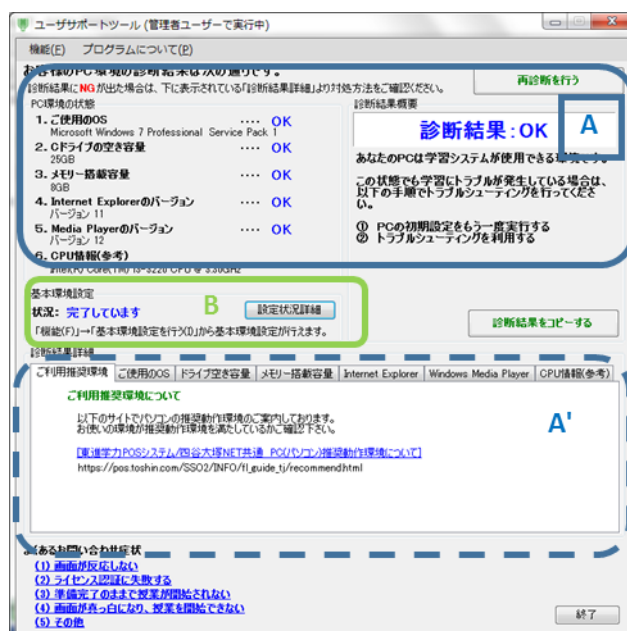 ユーザサポートツール (管理者ユーザーで実行中)
機能(F) プログラムについて(P)
お客様のPC環境の診断結果は次の通りです。
診断結果にNGが出た場合は、下に表示されている「診断結果詳細」より対処方法をご確認ください。
再診断を行う
PC環境の状態
1. ご使用のOS ‥‥ OK
Microsoft Windows 7 Professional Service Pack 1
2. Cドライブの空き容量 ‥‥ OK
25GB
3. メモリー搭載容量 ‥‥ OK
8GB
4. Internet Explorerのバージョン ‥‥ OK
バージョン 11
5. Media Playerのバージョン ‥‥ OK
バージョン 12
6. CPU情報(参考)
Intel(R) Core(TM) i3-3220 CPU @ 3.30GHz
診断結果概要
診断結果:OK
A
あなたのPCは学習システムが使用できる環境です。
この状態でも学習にトラブルが発生している場合は、
以下の手順でトラブルシューティングを行ってくださ
い。
① PCの初期設定をもう一度実行する
② トラブルシューティングを利用する
基本環境設定
B
状況: 完了しています
設定状況詳細
「機能(F)」→「基本環境設定を行う(I)」から基本環境設定が行えます。
診断結果をコピーする
診断結果詳細
ご利用推奨環境 ご使用のOS ドライブ空き容量 メモリー搭載容量 Internet Explorer Windows Media Player CPU情報(参考)
ご利用推奨環境について
以下のサイトでパソコンの推奨動作環境のご案内しております。
お使いの環境が推奨動作環境を満たしているかご確認下さい。
A'
[東進学力POSシステム/四谷大塚NET共通 PC(パソコン)推奨動作環境について]
https://pos.toshin.com/SSO2/INFO/fl_guide_tj/recommend.html
よくあるお問い合わせ症状
(1) 画面が反応しない
(2) ライセンス認証に失敗する
(3) 準備完了のままで授業が開始されない
(4) 画面が真っ白になり、授業を開始できない
(5) その他
終了